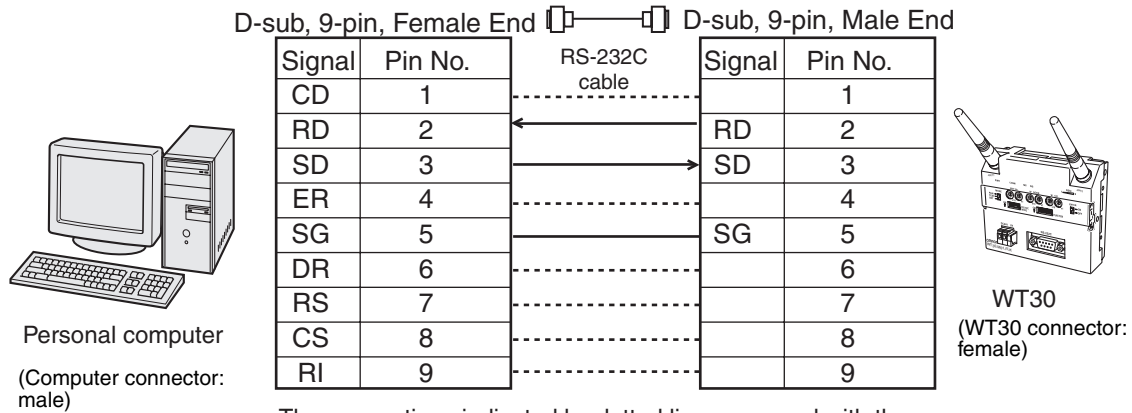 D-sub, 9-pin, Female End D-sub, 9-pin, Male End
Signal Pin No. RS-232C cable Signal Pin No.
CD 1 1
RD 2 RD 2
SD 3 SD 3
ER 4 4
SG 5 SG 5
DR 6 6
RS 7 7
CS 8 8
RI 9 9
Personal computer
(Computer connector:
male)
WT30
(WT30 connector:
female)